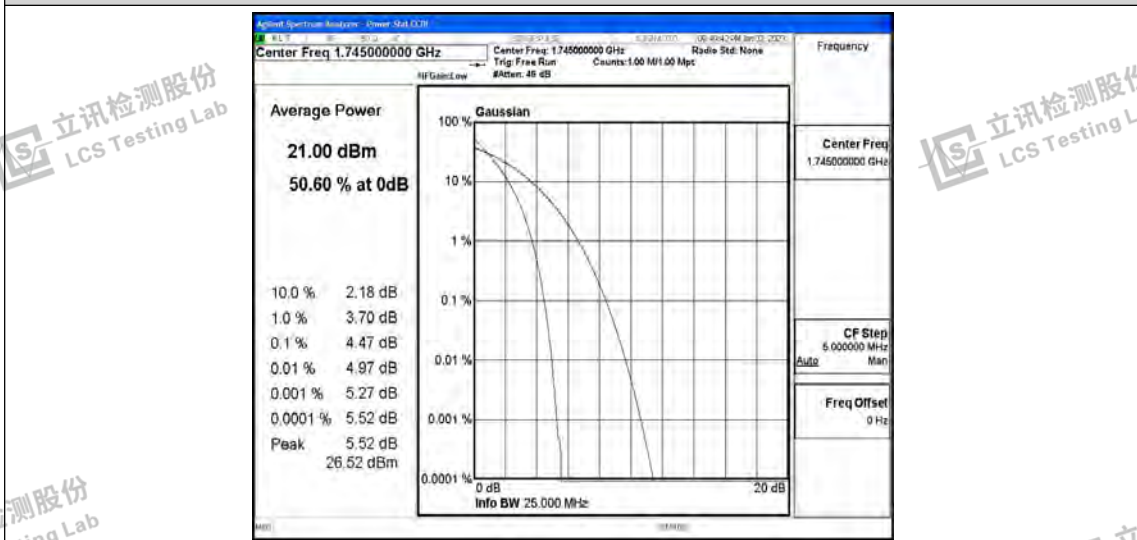 Agilent Spectrum Analyzer - Power Stat CCDF
Center Freq 1.745000000 GHz
Center Freq: 1.745000000 GHz
Radio Std: None
Trig: Free Run
Counts:1.00 M/1.00 Mpt
#IFGain:Low
#Atten: 46 dB
Frequency
Average Power
21.00 dBm
50.60 % at 0dB
10.0 % 2.18 dB
1.0 % 3.70 dB
0.1 % 4.47 dB
0.01 % 4.97 dB
0.001 % 5.27 dB
0.0001 % 5.52 dB
Peak 5.52 dB
26.52 dBm
Gaussian
100 %
10 %
1 %
0.1 %
0.01 %
0.001 %
0.0001 %
0 dB
20 dB
Info BW 25.000 MHz
Center Freq
1.745000000 GHz
CF Step
5.000000 MHz
Auto Man
Freq Offset
0 Hz
立讯检测股份
LCS Testing Lab
立讯检测股份
LCS Testing L
测股份
ing Lab
立